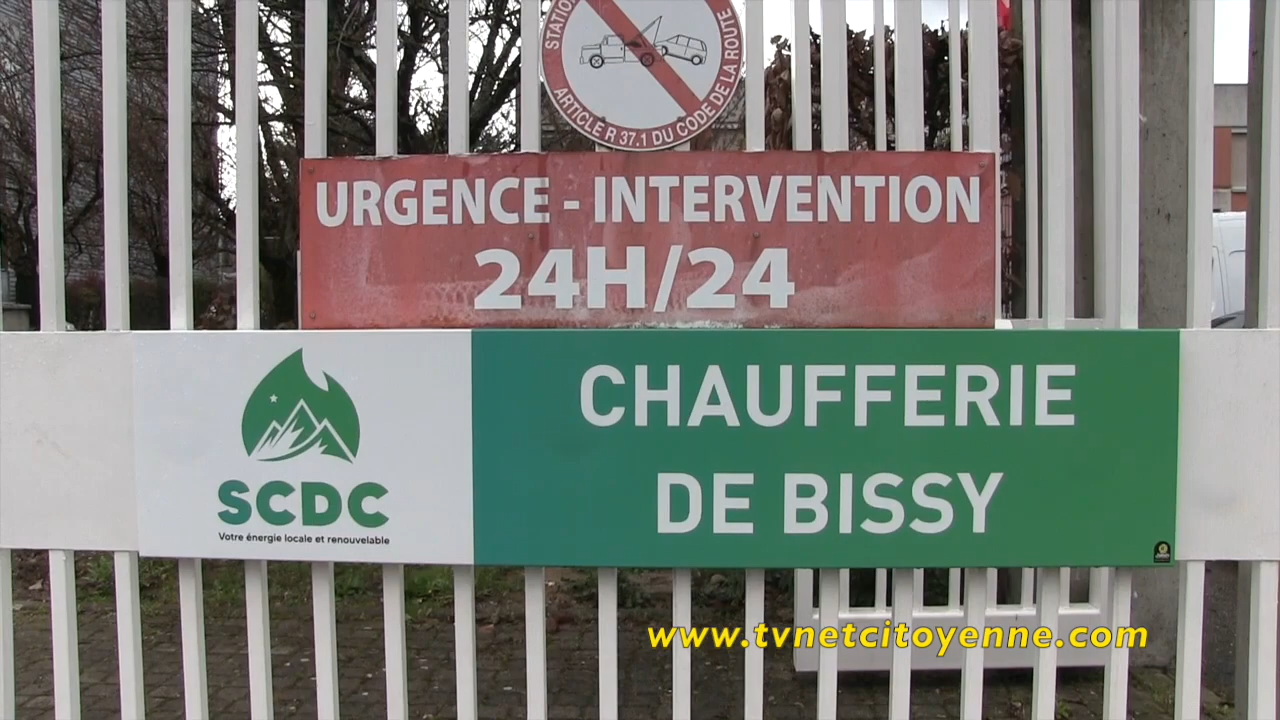 STATION
ARTICLE R 37.1 DU CODE DE LA ROUTE
URGENCE - INTERVENTION
24H/24
SCDC
Votre énergie locale et renouvelable
CHAUFFERIE
DE BISSY
www.tvnetcitoyenne.com